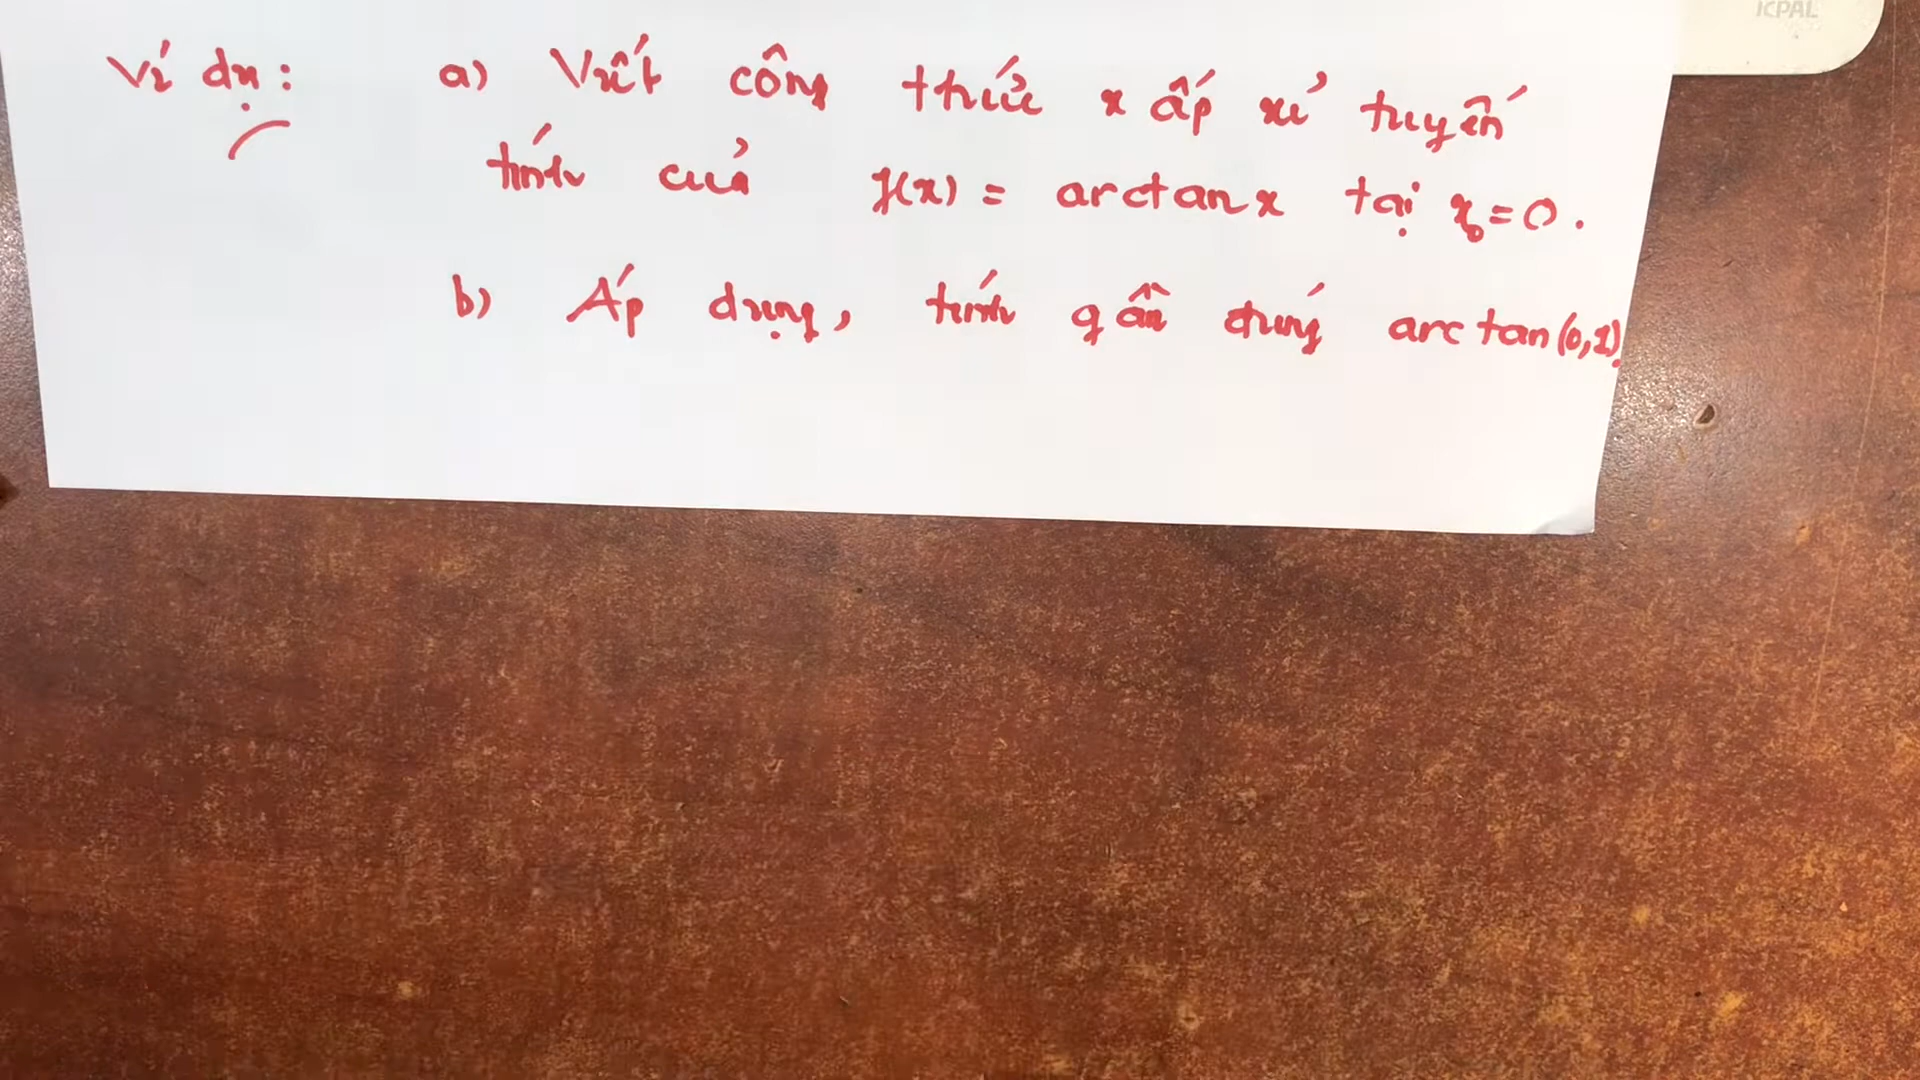 ICPAL
Ví dụ: a) Viết công thức xấp xỉ tuyến
tính của f(x) = arctan x tại x₀=0.
b) Áp dụng, tính gần đúng arctan(0,1).